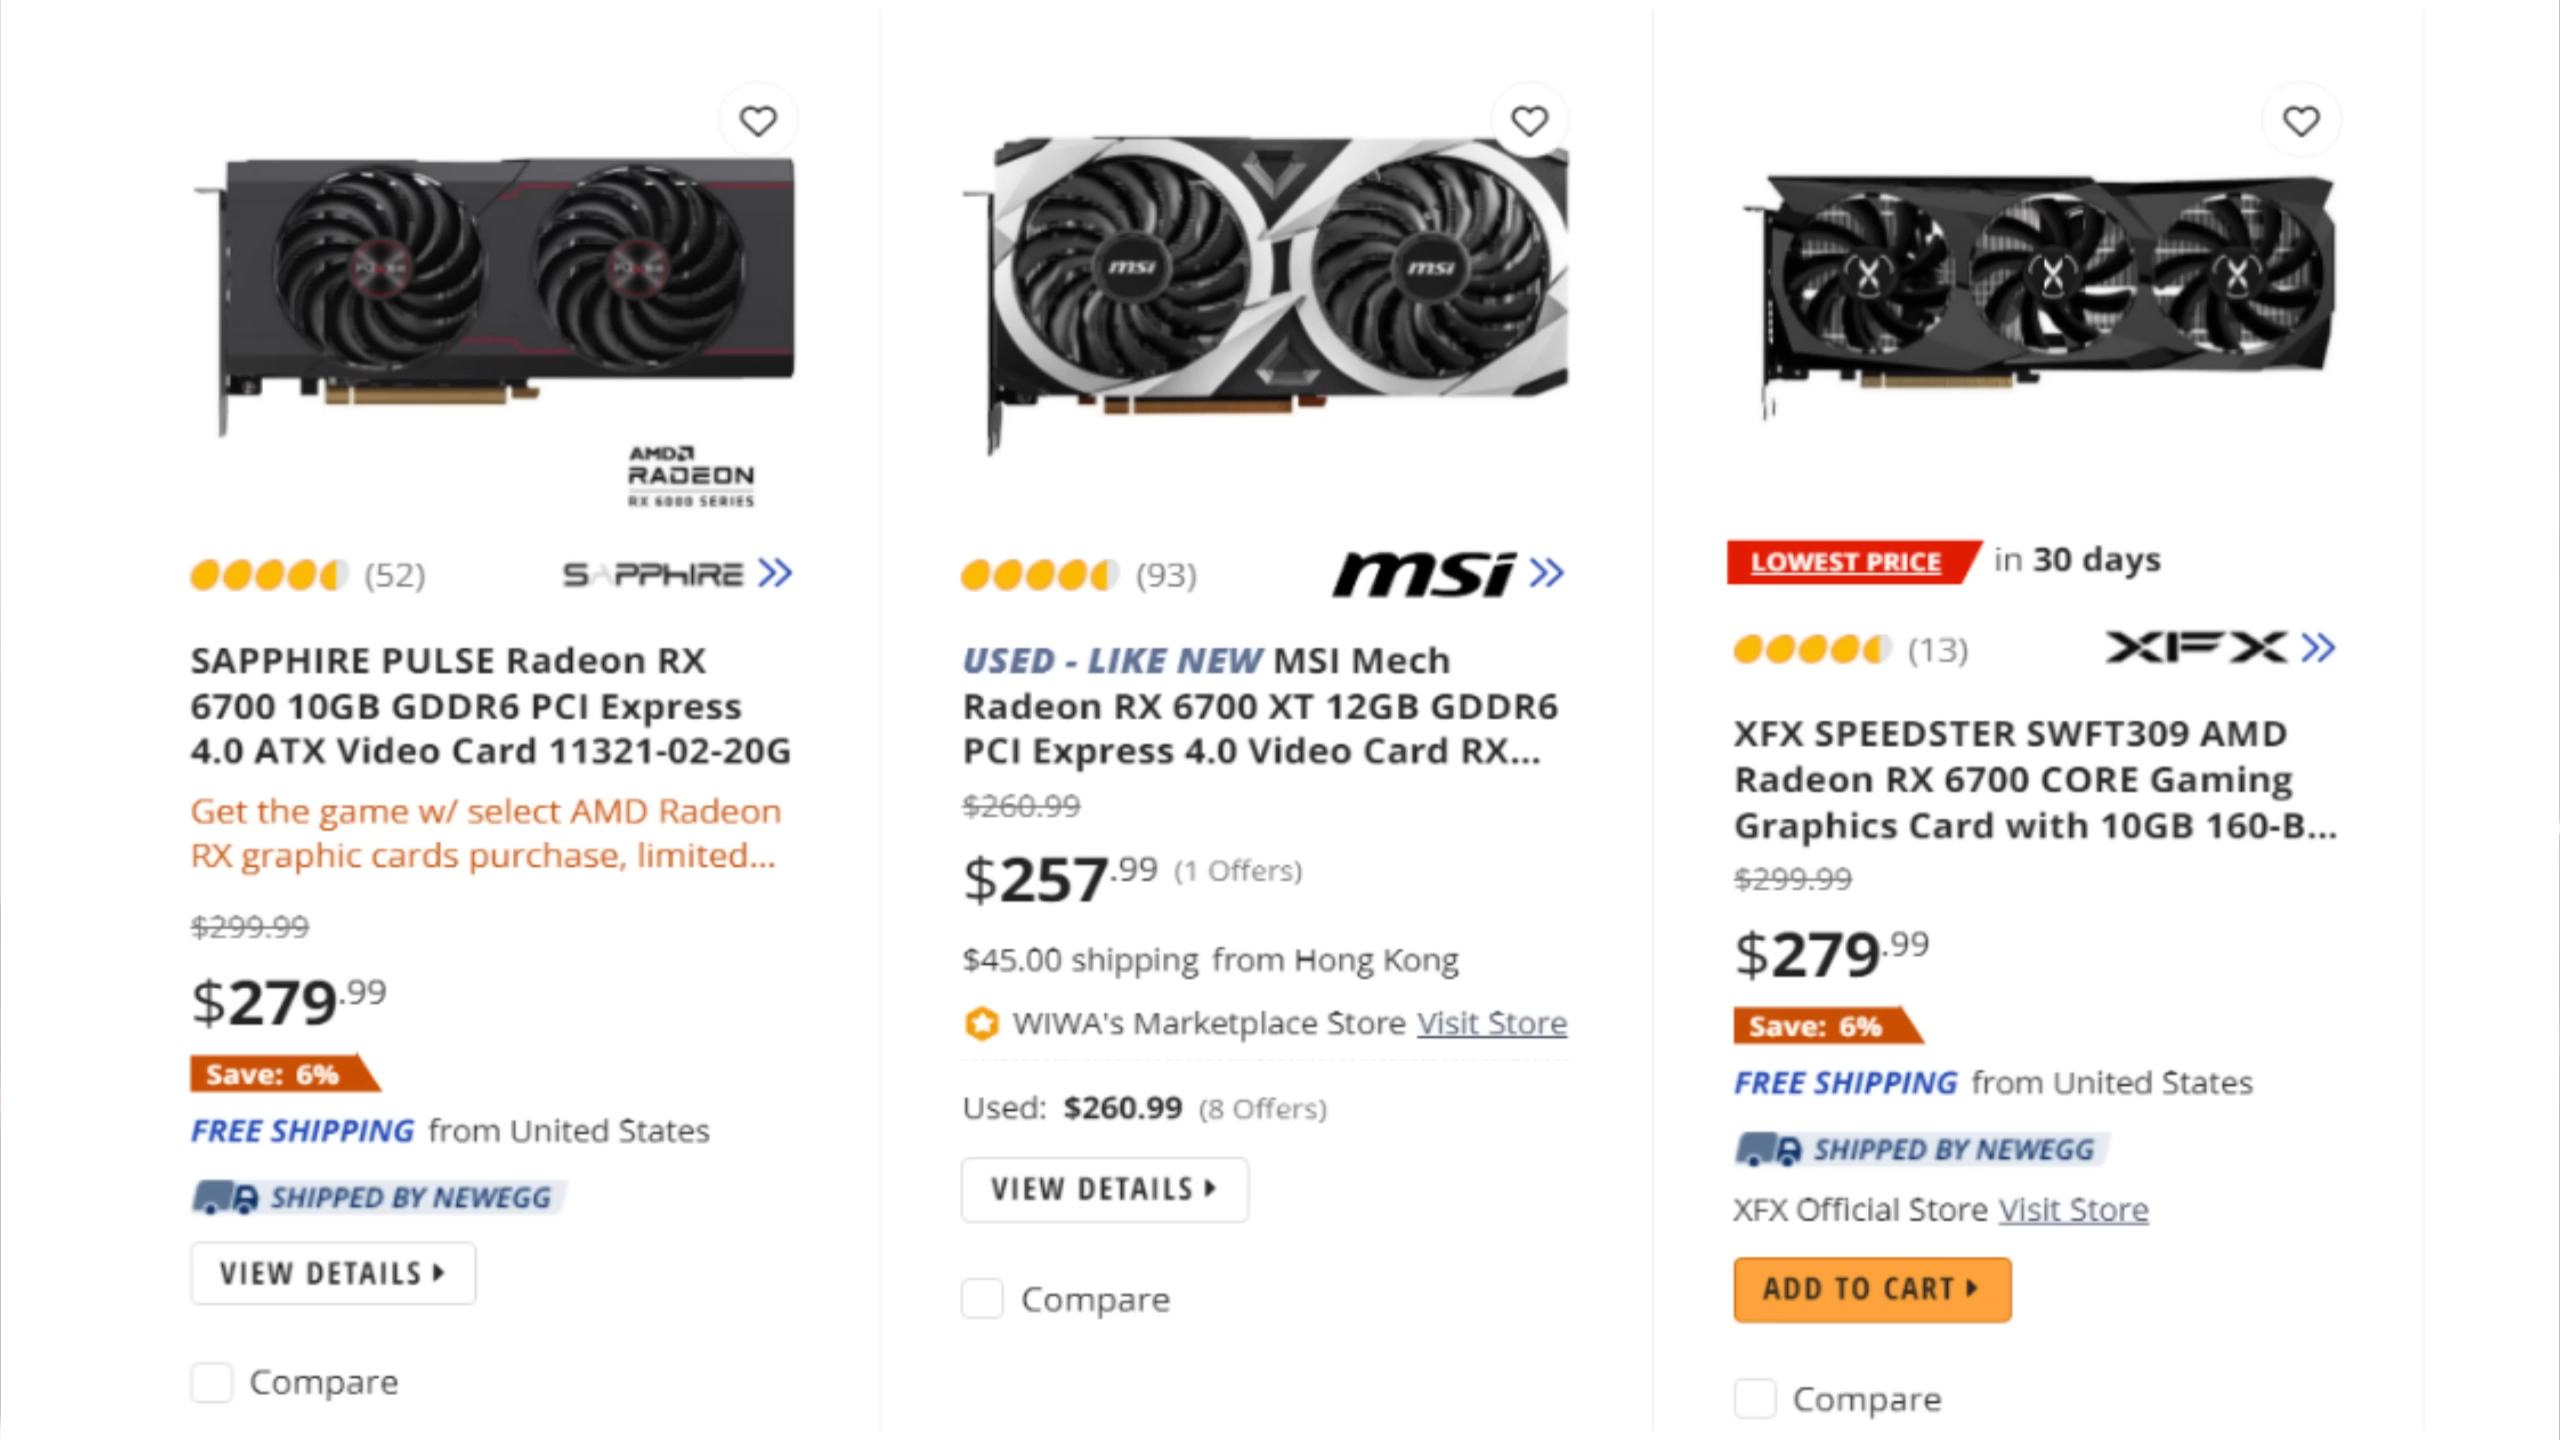 AMD
RADEON
RX 6000 SERIES
(52)
SAPPHIRE
SAPPHIRE PULSE Radeon RX
6700 10GB GDDR6 PCI Express
4.0 ATX Video Card 11321-02-20G
Get the game w/ select AMD Radeon
RX graphic cards purchase, limited...
$299.99
$279.99
Save: 6%
FREE SHIPPING from United States
SHIPPED BY NEWEGG
VIEW DETAILS
Compare
msi
msi
(93)
msi
USED - LIKE NEW MSI Mech
Radeon RX 6700 XT 12GB GDDR6
PCI Express 4.0 Video Card RX...
$260.99
$257.99 (1 Offers)
$45.00 shipping from Hong Kong
WIWA's Marketplace Store Visit Store
Used: $260.99 (8 Offers)
VIEW DETAILS
Compare
LOWEST PRICE in 30 days
(13)
XFX
XFX SPEEDSTER SWFT309 AMD
Radeon RX 6700 CORE Gaming
Graphics Card with 10GB 160-B...
$299.99
$279.99
Save: 6%
FREE SHIPPING from United States
SHIPPED BY NEWEGG
XFX Official Store Visit Store
ADD TO CART
Compare